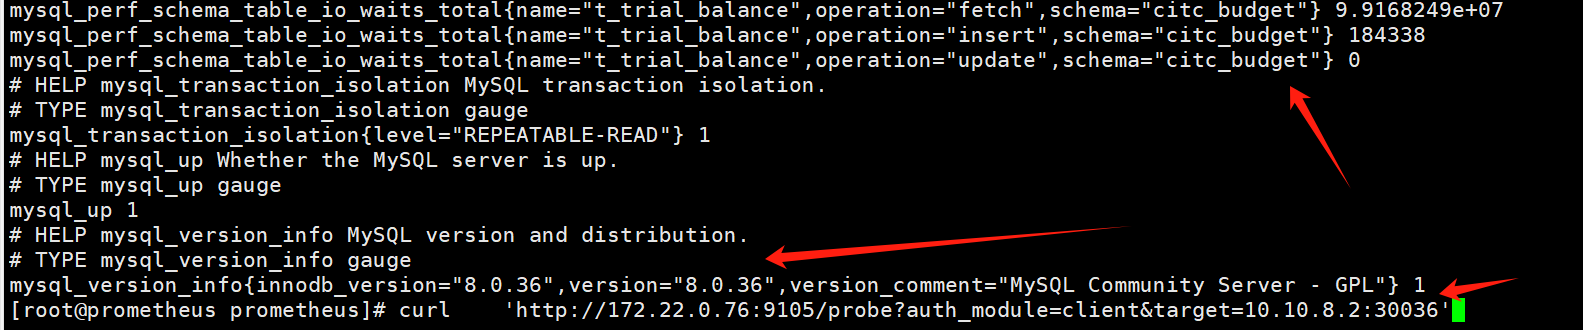 mysql_perf_schema_table_io_waits_total{name="t_trial_balance",operation="fetch",schema="citc_budget"} 9.9168249e+07
mysql_perf_schema_table_io_waits_total{name="t_trial_balance",operation="insert",schema="citc_budget"} 184338
mysql_perf_schema_table_io_waits_total{name="t_trial_balance",operation="update",schema="citc_budget"} 0
# HELP mysql_transaction_isolation MySQL transaction isolation.
# TYPE mysql_transaction_isolation gauge
mysql_transaction_isolation{level="REPEATABLE-READ"} 1
# HELP mysql_up Whether the MySQL server is up.
# TYPE mysql_up gauge
mysql_up 1
# HELP mysql_version_info MySQL version and distribution.
# TYPE mysql_version_info gauge
mysql_version_info{innodb_version="8.0.36",version="8.0.36",version_comment="MySQL Community Server - GPL"} 1
[root@prometheus prometheus]# curl    'http://172.22.0.76:9105/probe?auth_module=client&target=10.10.8.2:30036'